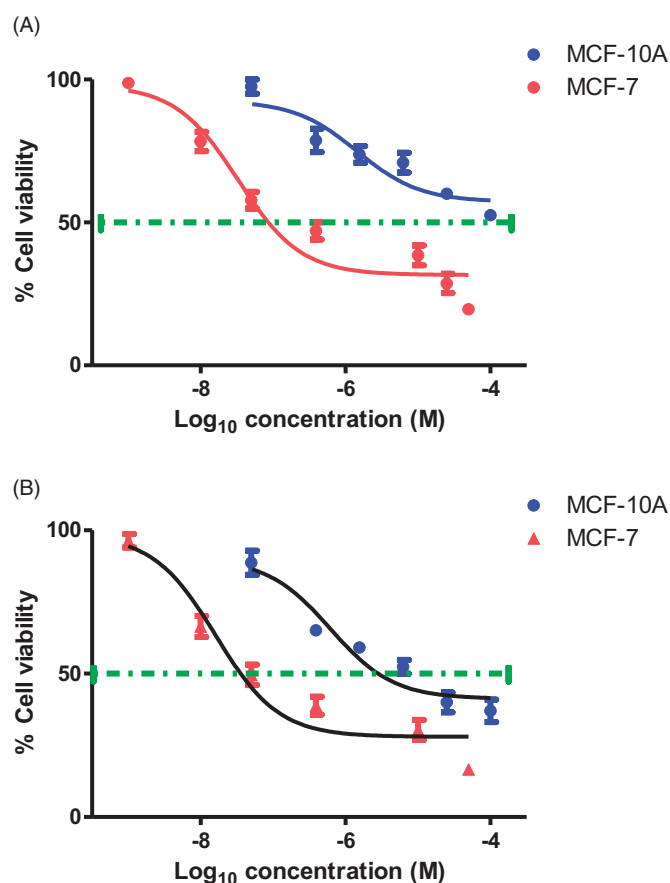 (A)
MCF-10A
MCF-7
100
50
0
% Cell viability
-8
-6
-4
Log₁₀ concentration (M)
(B)
MCF-10A
MCF-7
100
50
0
% Cell viability
-8
-6
-4
Log₁₀ concentration (M)